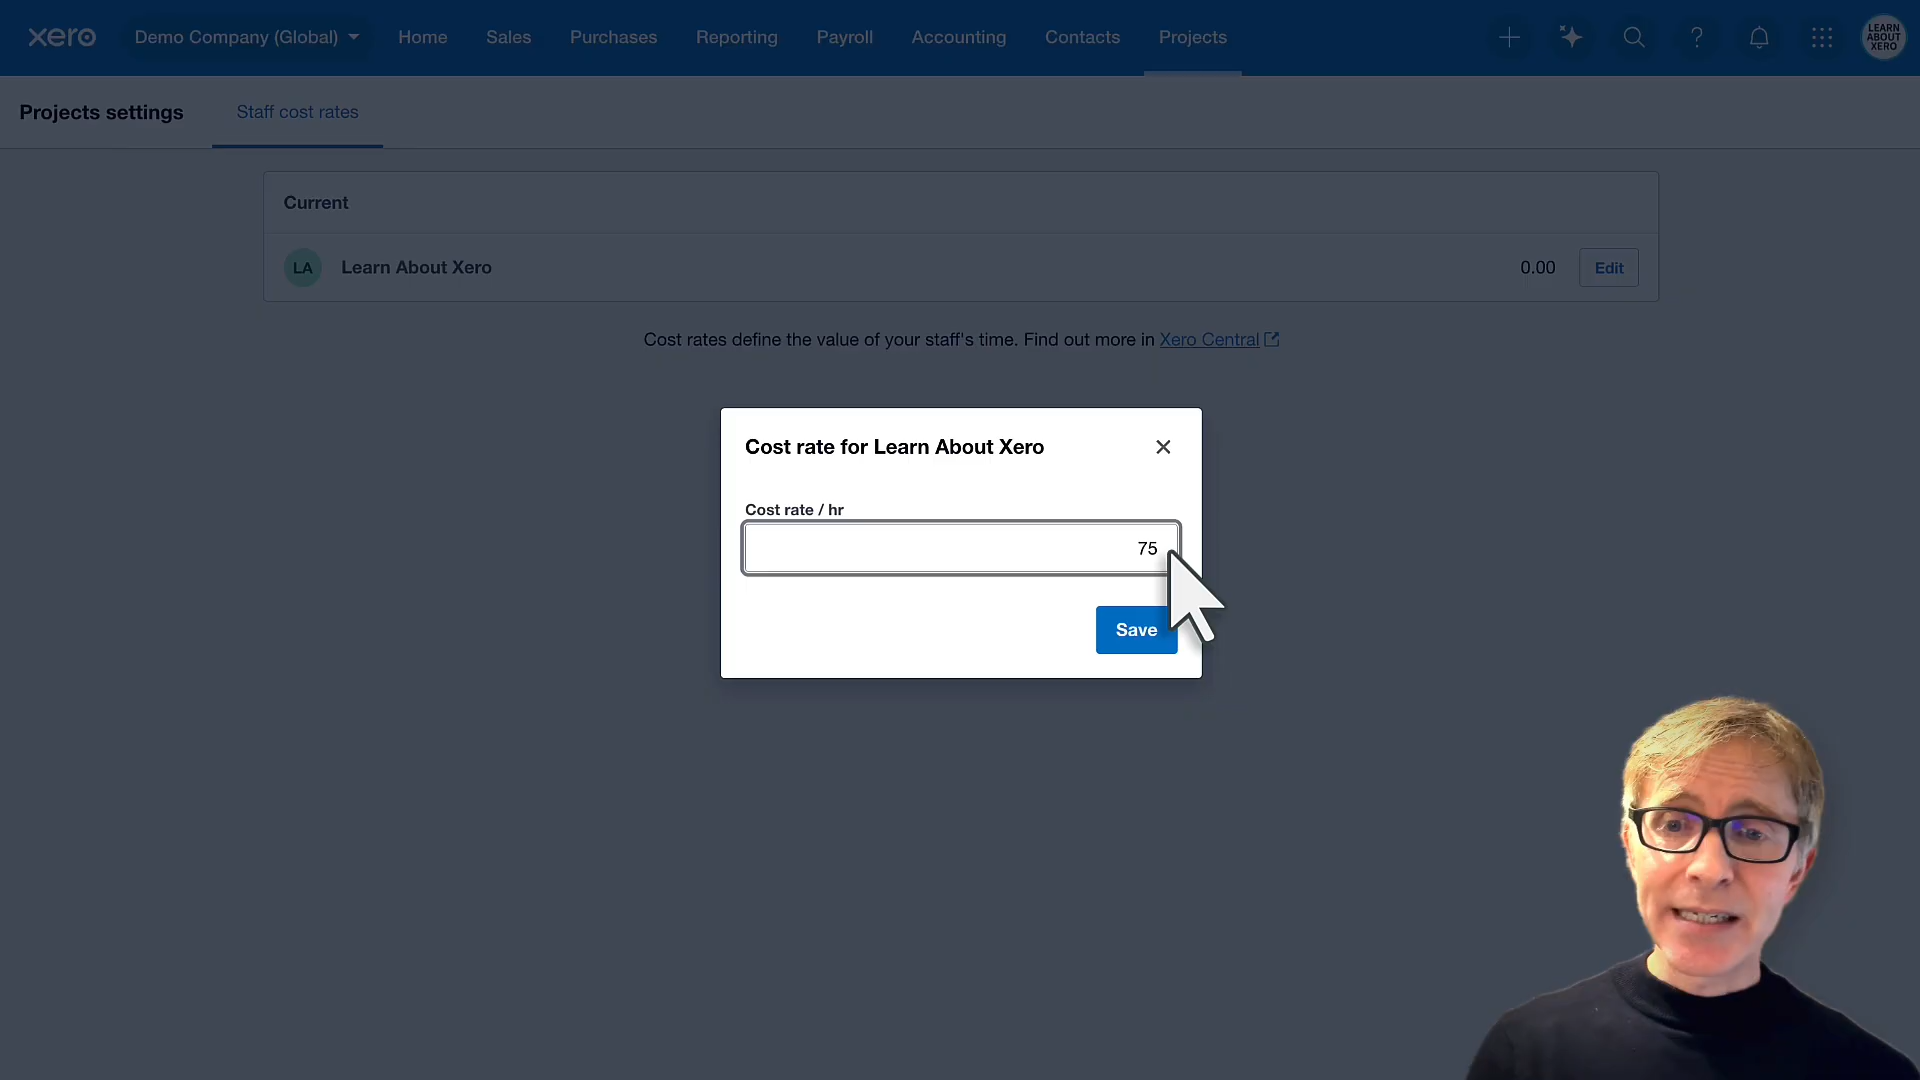 xero
Demo Company (Global)
Home
Sales
Purchases
Reporting
Payroll
Accounting
Contacts
Projects
LEARN
ABOUT
XERO
Projects settings
Staff cost rates
Current
LA
Learn About Xero
0.00
Edit
Cost rates define the value of your staff's time. Find out more in Xero Central
Cost rate for Learn About Xero
Cost rate / hr
75
Save